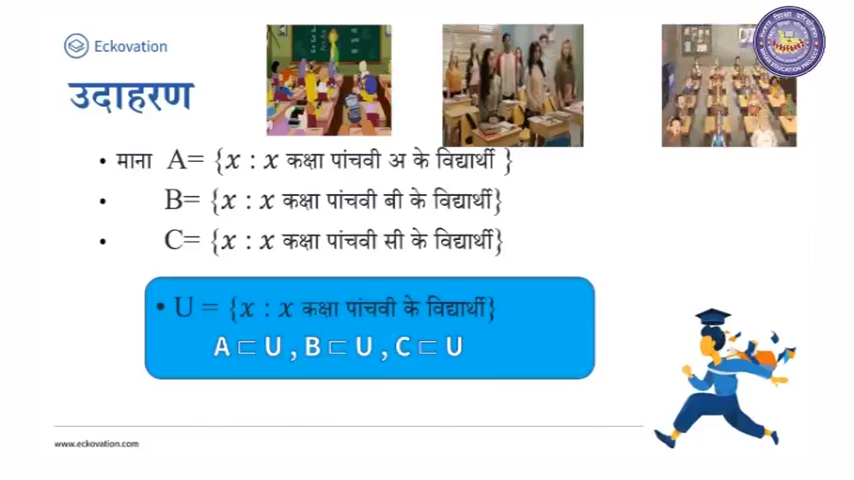 Eckovation
उदाहरण
• माना A= {x : x कक्षा पांचवी अ के विद्यार्थी }
• B= {x : x कक्षा पांचवी बी के विद्यार्थी}
• C= {x : x कक्षा पांचवी सी के विद्यार्थी}
• U = {x : x कक्षा पांचवी के विद्यार्थी}
A ⊏ U , B ⊏ U , C ⊏ U
www.eckovation.com